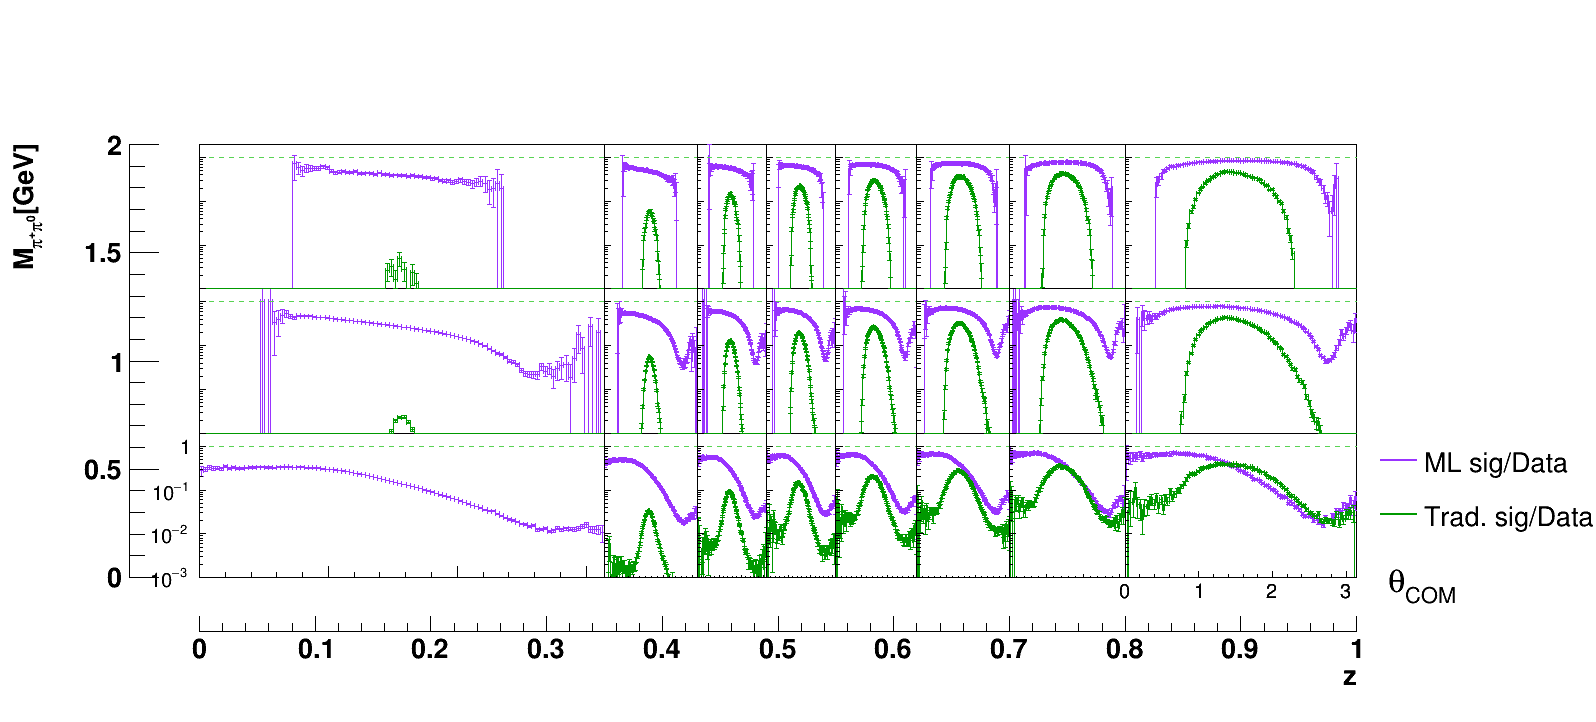 M_{π⁺π⁰}[GeV]
2
1.5
1
0.5
0
1
10⁻¹
10⁻²
10⁻³
ML sig/Data
Trad. sig/Data
0 1 2 3
θ_COM
0 0.1 0.2 0.3 0.4 0.5 0.6 0.7 0.8 0.9 1
z